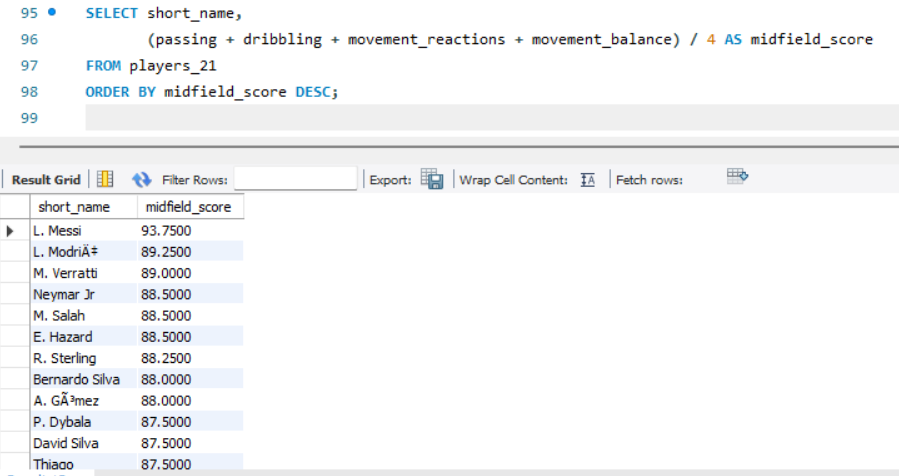 95 SELECT short_name,
96 (passing + dribbling + movement_reactions + movement_balance) / 4 AS midfield_score
97 FROM players_21
98 ORDER BY midfield_score DESC;
99
Result Grid Filter Rows: Export: Wrap Cell Content: Fetch rows:
short_name midfield_score
L. Messi 93.7500
L. ModriÄ‡ 89.2500
M. Verratti 89.0000
Neymar Jr 88.5000
M. Salah 88.5000
E. Hazard 88.5000
R. Sterling 88.2500
Bernardo Silva 88.0000
A. GÃ³mez 88.0000
P. Dybala 87.5000
David Silva 87.5000
Thiago 87.5000